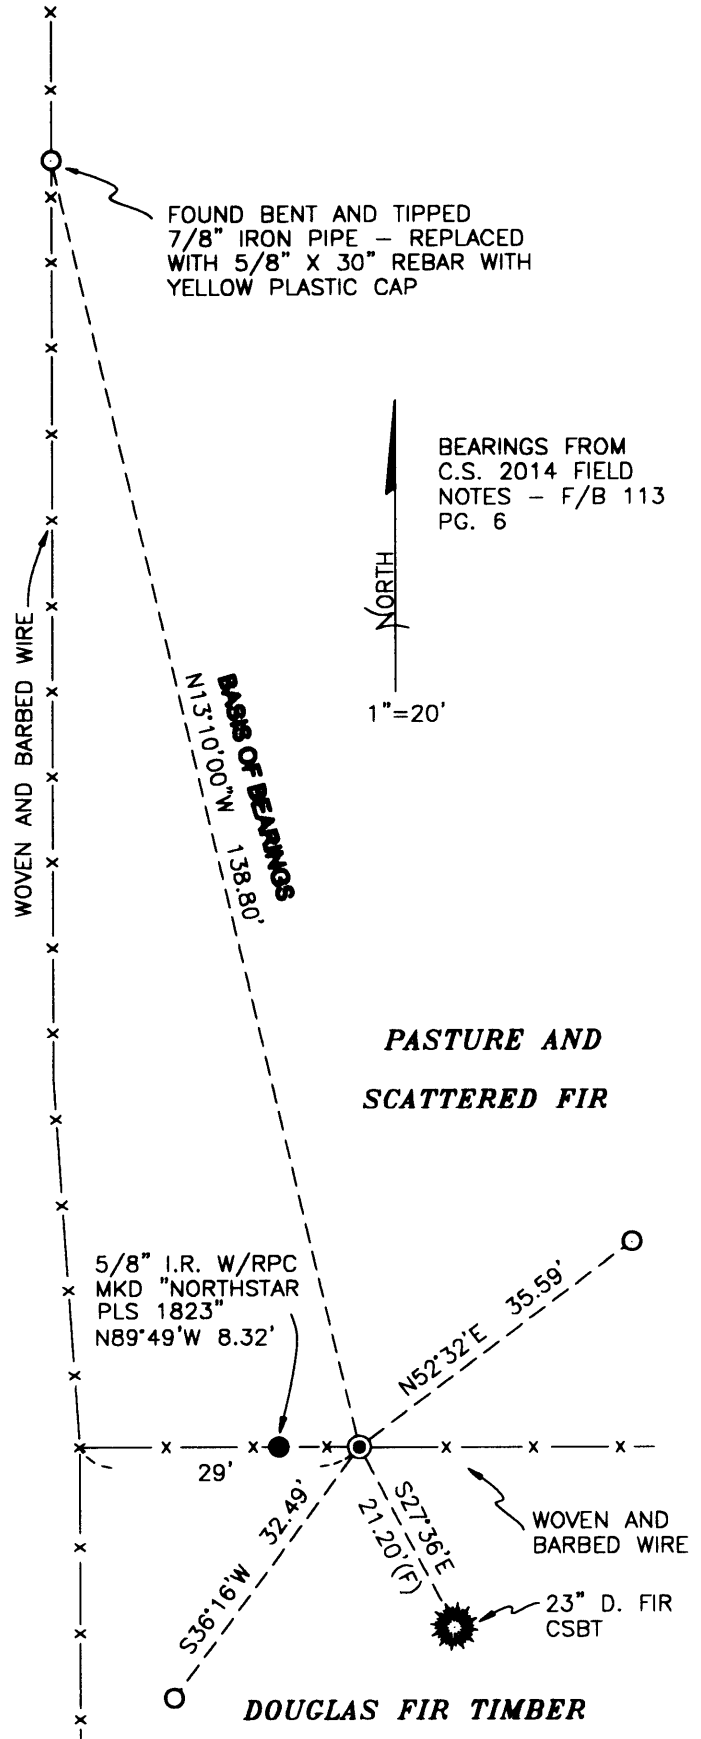 FOUND BENT AND TIPPED
7/8" IRON PIPE – REPLACED
WITH 5/8" X 30" REBAR WITH
YELLOW PLASTIC CAP
BEARINGS FROM
C.S. 2014 FIELD
NOTES – F/B 113
PG. 6
NORTH
1"=20'
WOVEN AND BARBED WIRE
BASIS OF BEARINGS
N13°10'00"W 138.80'
PASTURE AND
SCATTERED FIR
5/8" I.R. W/RPC
MKD "NORTHSTAR
PLS 1823"
N89°49'W 8.32'
N52°32'E 35.59'
29'
S36°16'W 32.49'
S27°36'E
21.20'(F)
WOVEN AND
BARBED WIRE
23" D. FIR
CSBT
DOUGLAS FIR TIMBER